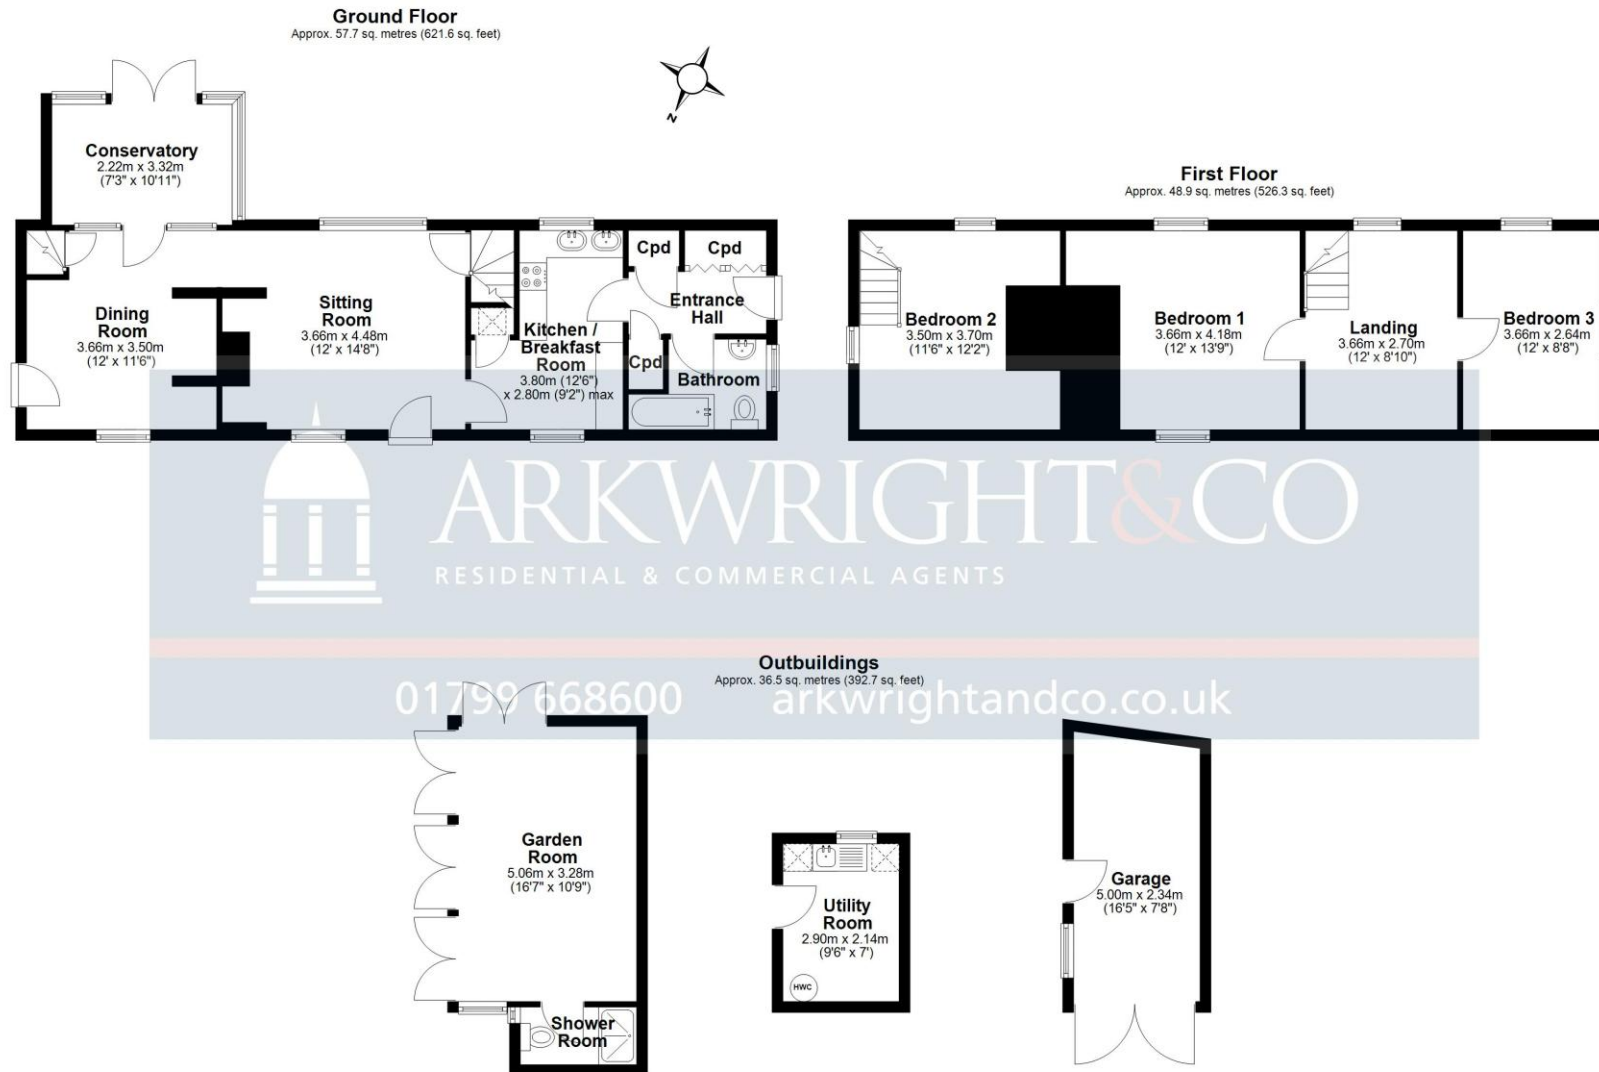 Ground Floor
Approx. 57.7 sq. metres (621.6 sq. feet)
N
Conservatory
2.22m x 3.32m
(7'3" x 10'11")
First Floor
Approx. 48.9 sq. metres (526.3 sq. feet)
Dining
Room
3.66m x 3.50m
(12' x 11'6")
Sitting
Room
3.66m x 4.48m
(12' x 14'8")
Kitchen /
Breakfast
Room
3.80m (12'6")
x 2.80m (9'2") max
Cpd
Cpd
Entrance
Hall
Cpd
Bathroom
Bedroom 2
3.50m x 3.70m
(11'6" x 12'2")
Bedroom 1
3.66m x 4.18m
(12' x 13'9")
Landing
3.66m x 2.70m
(12' x 8'10")
Bedroom 3
3.66m x 2.64m
(12' x 8'8")
ARKWRIGHT&CO
RESIDENTIAL & COMMERCIAL AGENTS
Outbuildings
Approx. 36.5 sq. metres (392.7 sq. feet)
01799 668600 arkwrightandco.co.uk
Garden
Room
5.06m x 3.28m
(16'7" x 10'9")
Shower
Room
Utility
Room
2.90m x 2.14m
(9'6" x 7')
HWC
Garage
5.00m x 2.34m
(16'5" x 7'8")